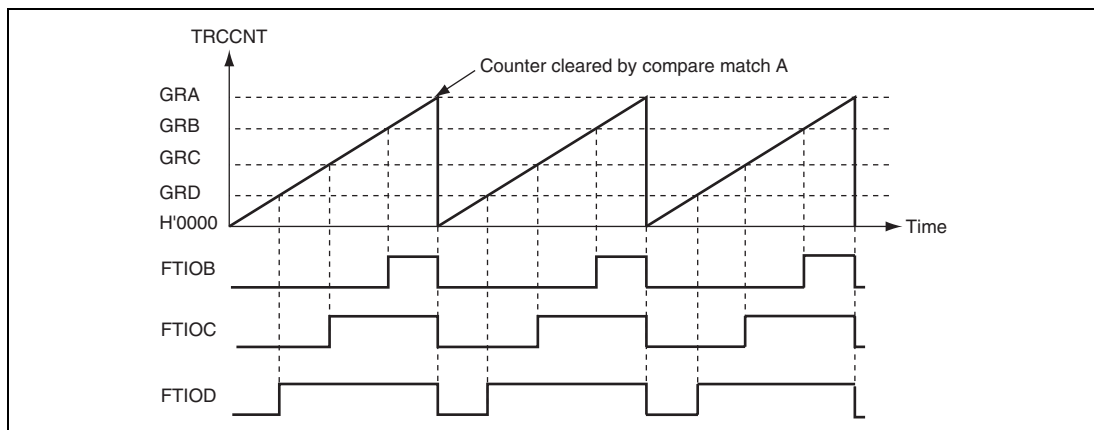 TRCCNT
Counter cleared by compare match A
GRA
GRB
GRC
GRD
H'0000
Time
FTIOB
FTIOC
FTIOD